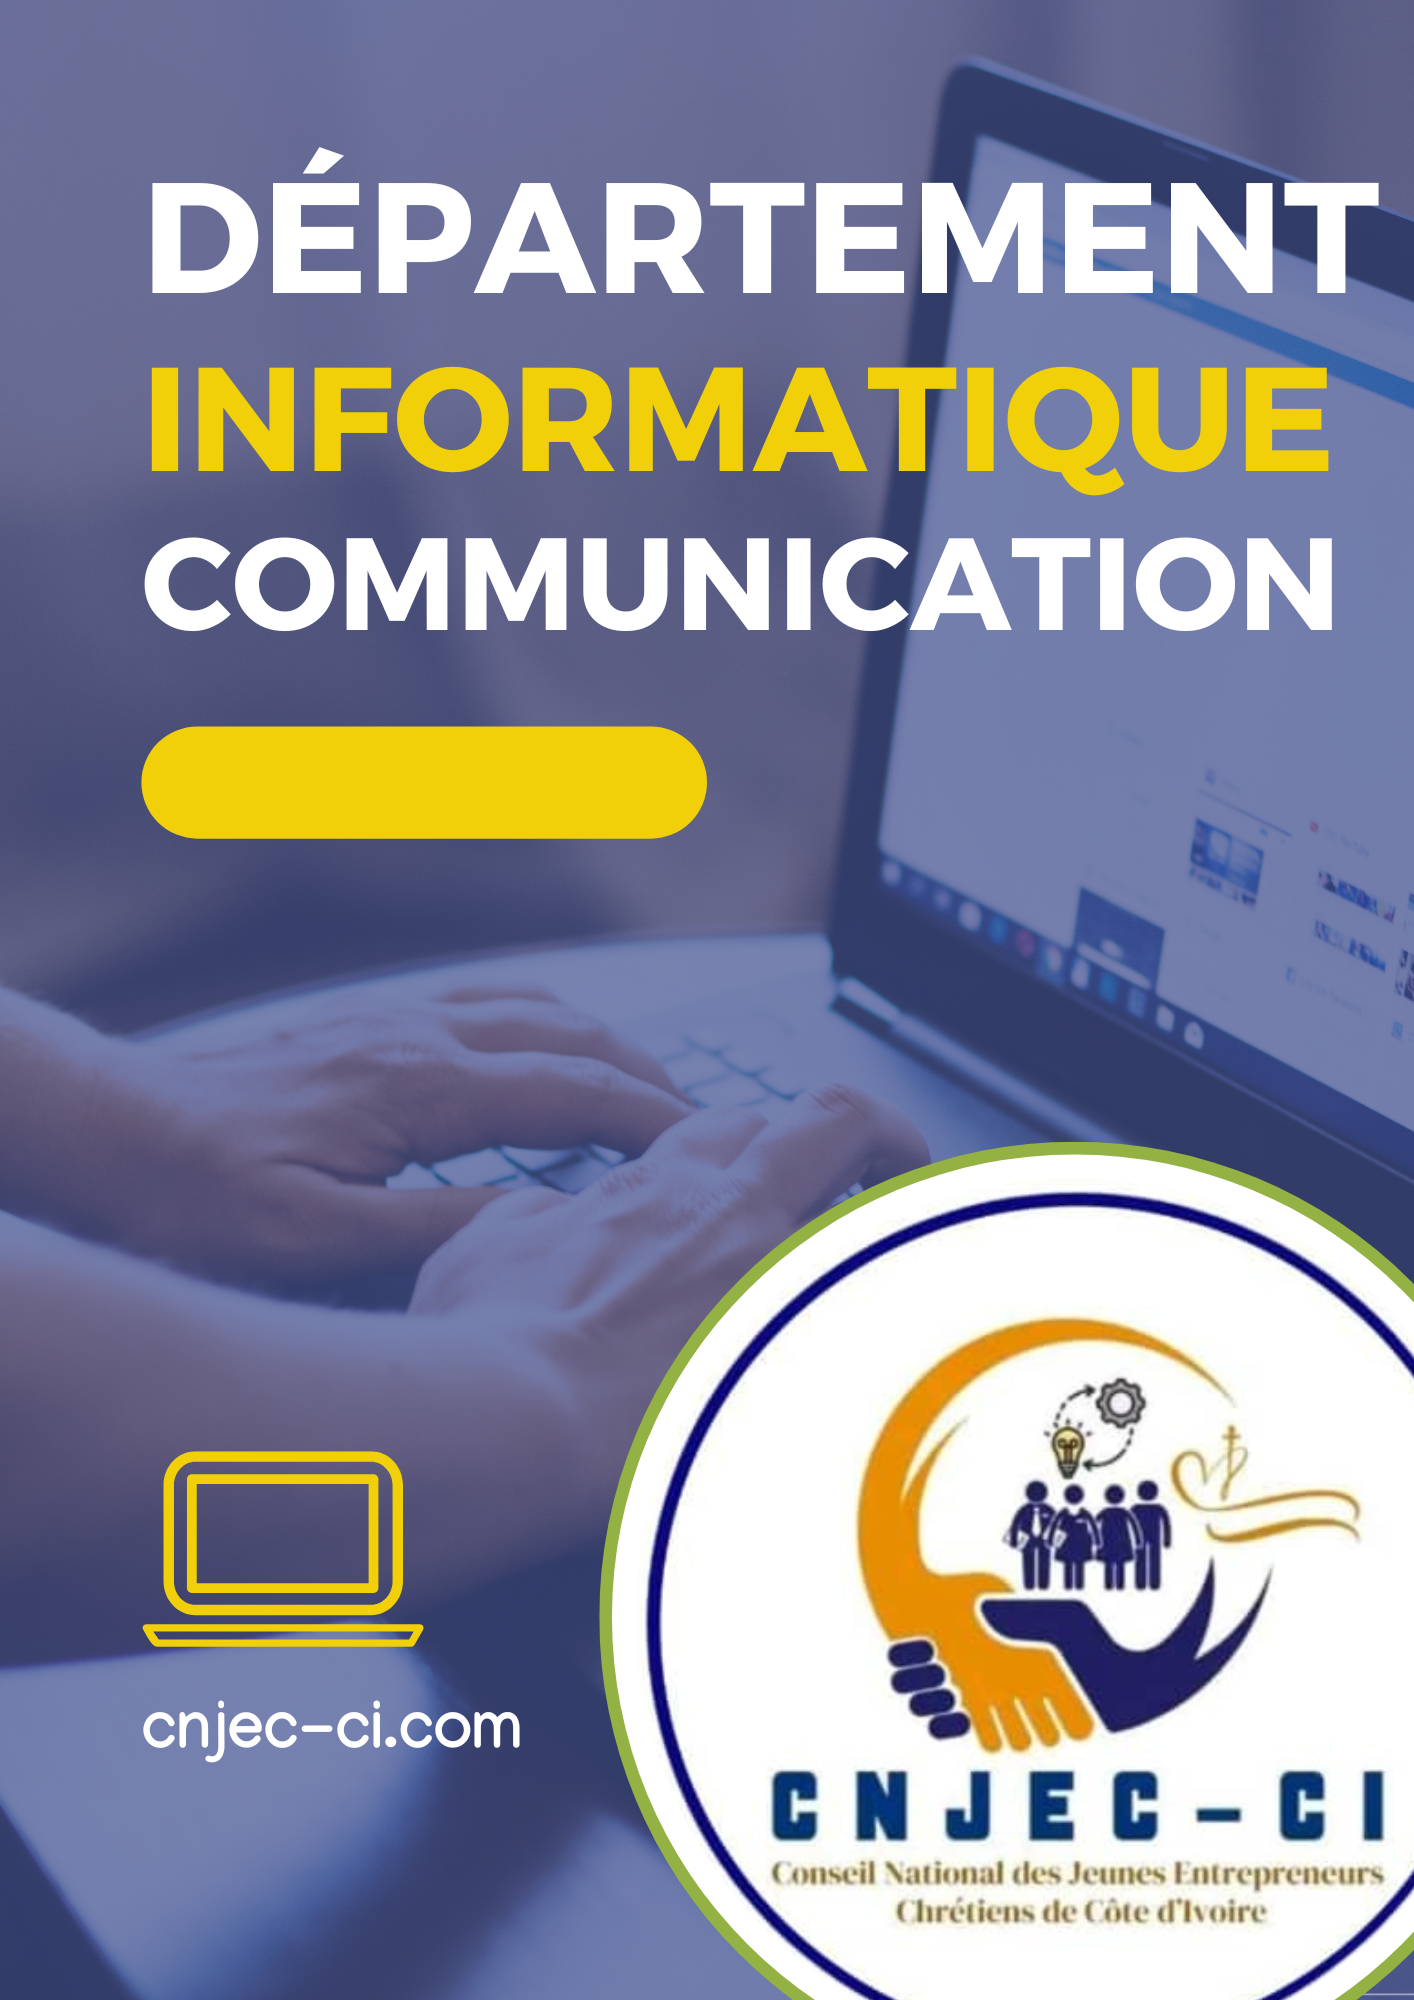 DÉPARTEMENT
INFORMATIQUE
COMMUNICATION
cnjec-ci.com
CNJEC-CI
Conseil National des Jeunes Entrepreneurs
Chrétiens de Côte d'Ivoire